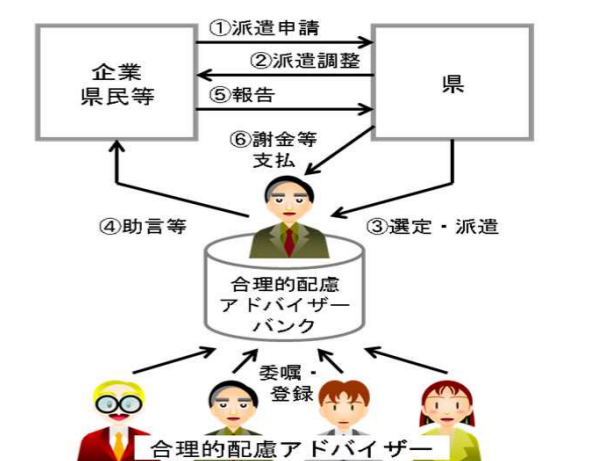 ①派遣申請
②派遣調整
企業
県民等
県
⑤報告
⑥謝金等
支払
④助言等
③選定・派遣
合理的配慮
アドバイザー
バンク
委嘱・
登録
合理的配慮アドバイザー